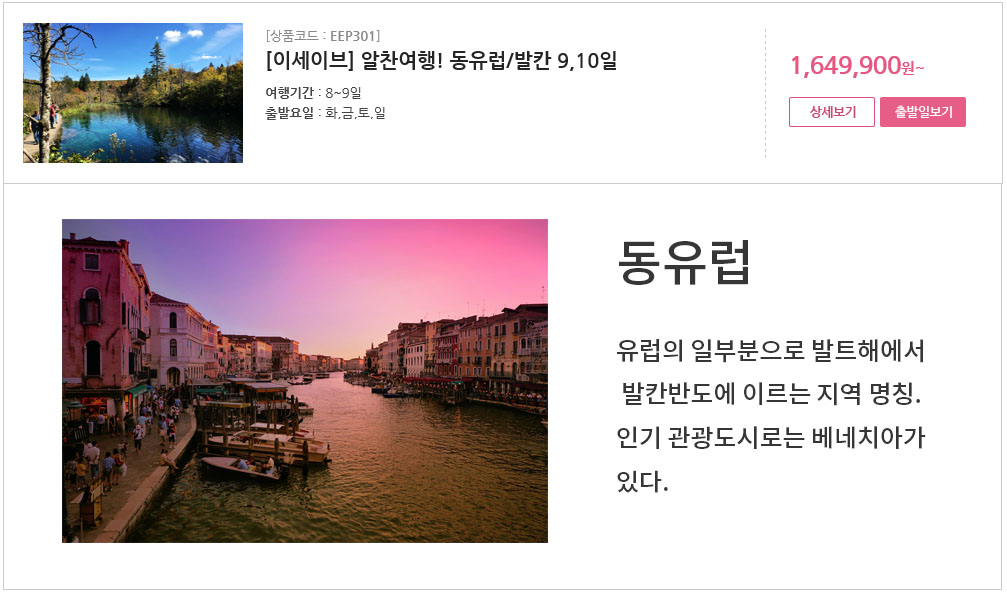 [상품코드 : EEP301]
[이세이브] 알찬여행! 동유럽/발칸 9,10일
여행기간 : 8~9일
출발요일 : 화,금,토,일
1,649,900원~
상세보기
출발일보기
동유럽
유럽의 일부분으로 발트해에서
발칸반도에 이르는 지역 명칭.
인기 관광도시로는 베네치아가
있다.